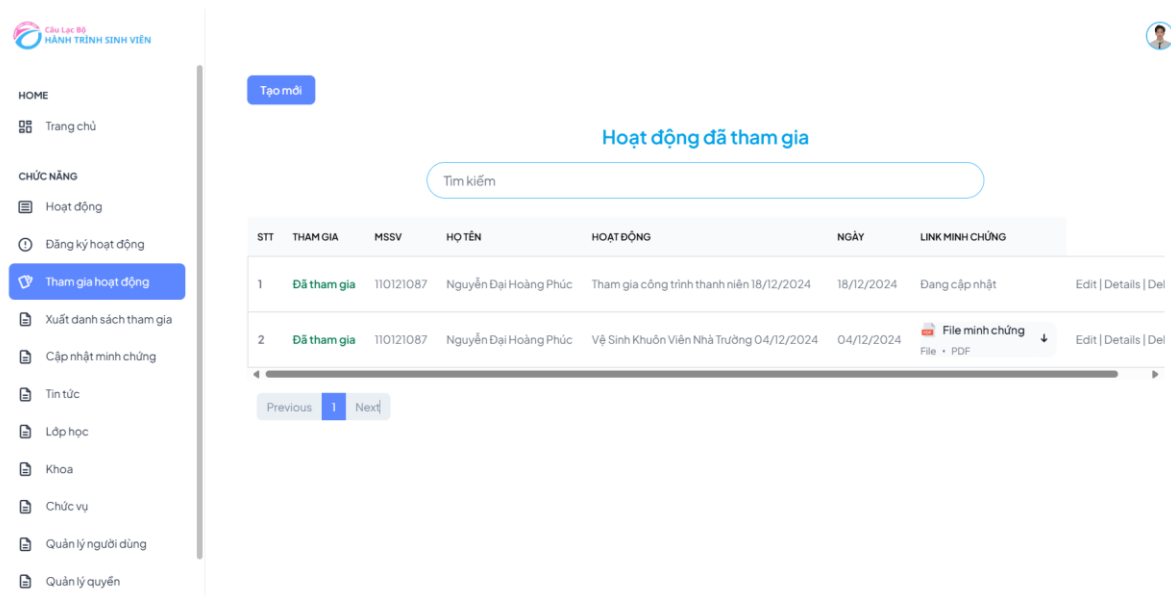 Câu Lạc Bộ
HÀNH TRÌNH SINH VIÊN
HOME
Trang chủ
CHỨC NĂNG
Hoạt động
Đăng ký hoạt động
Tham gia hoạt động
Xuất danh sách tham gia
Cập nhật minh chứng
Tin tức
Lớp học
Khoa
Chức vụ
Quản lý người dùng
Quản lý quyền
Tạo mới
Hoạt động đã tham gia
Tìm kiếm
STT THAM GIA MSSV HỌ TÊN HOẠT ĐỘNG NGÀY LINK MINH CHỨNG
1 Đã tham gia 110121087 Nguyễn Đại Hoàng Phúc Tham gia công trình thanh niên 18/12/2024 18/12/2024 Đang cập nhật Edit | Details | Del
2 Đã tham gia 110121087 Nguyễn Đại Hoàng Phúc Vệ Sinh Khuôn Viên Nhà Trường 04/12/2024 04/12/2024 File minh chứng Edit | Details | Del
PDF File • PDF
Previous 1 Next